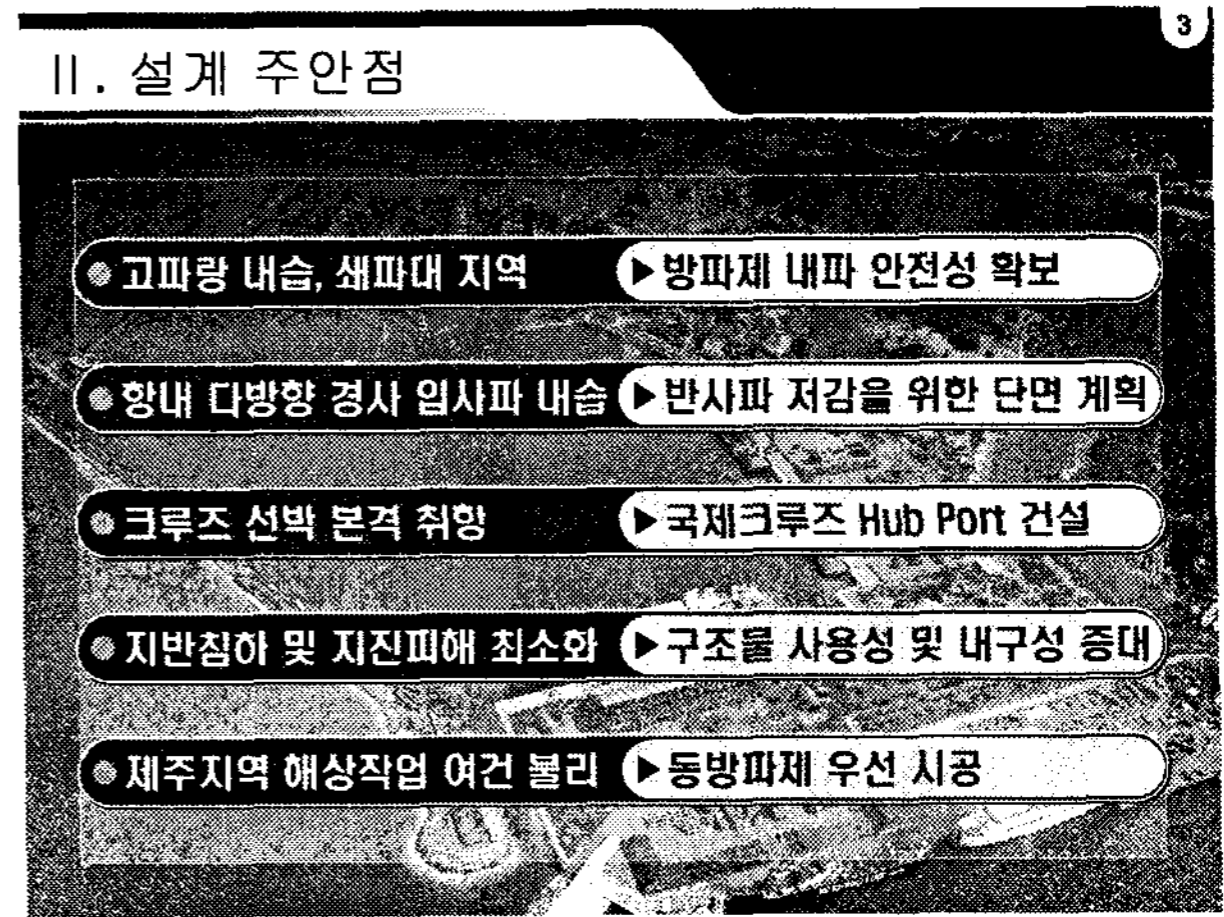 3
II. 설계 주안점
고파랑 내습, 쇄파대 지역 ▶방파제 내파 안전성 확보
항내 다방향 경사 입사파 내습 ▶반사파 저감을 위한 단면 계획
크루즈 선박 본격 취항 ▶국제크루즈 Hub Port 건설
지반침하 및 지진피해 최소화 ▶구조물 사용성 및 내구성 증대
제주지역 해상작업 여건 불리 ▶동방파제 우선 시공